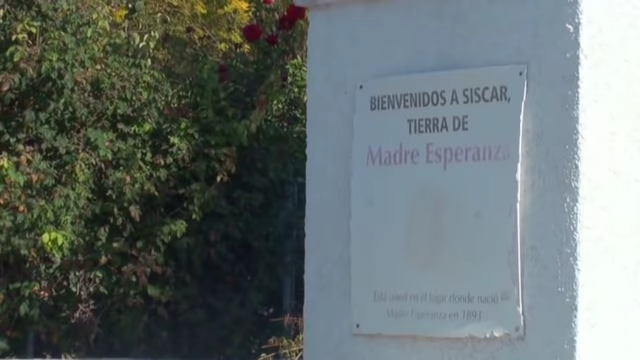 BIENVENIDOS A SISCAR,
TIERRA DE
Madre Esperanza
Está usted en el lugar donde nació
Madre Esperanza en 1893